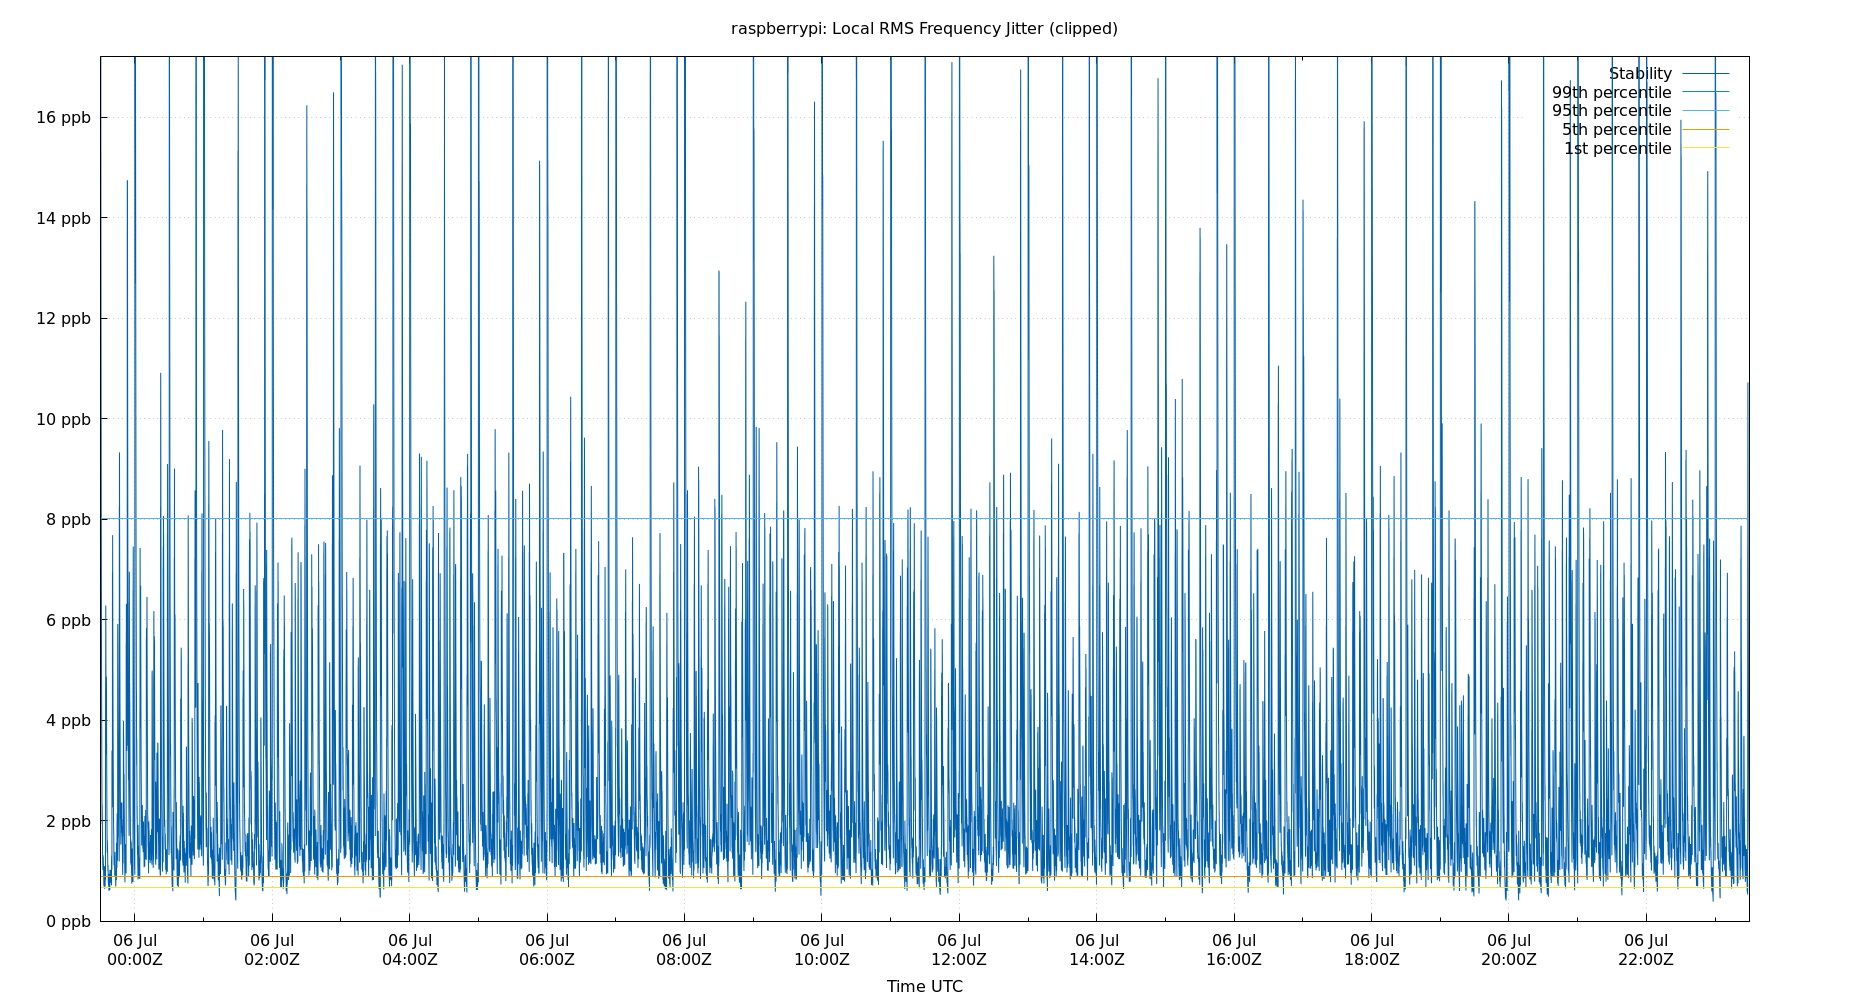 raspberrypi: Local RMS Frequency Jitter (clipped)
Stability
99th percentile
95th percentile
5th percentile
1st percentile
16 ppb
14 ppb
12 ppb
10 ppb
8 ppb
6 ppb
4 ppb
2 ppb
0 ppb
06 Jul 06 Jul 06 Jul 06 Jul 06 Jul 06 Jul 06 Jul 06 Jul 06 Jul 06 Jul 06 Jul 06 Jul
00:00Z 02:00Z 04:00Z 06:00Z 08:00Z 10:00Z 12:00Z 14:00Z 16:00Z 18:00Z 20:00Z 22:00Z
Time UTC